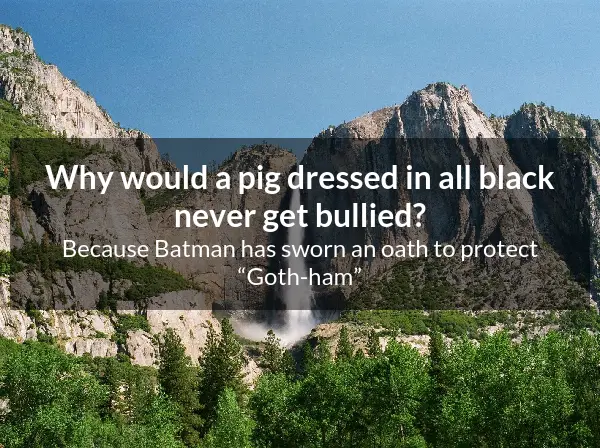 Why would a pig dressed in all black
never get bullied?
Because Batman has sworn an oath to protect
“Goth-ham”